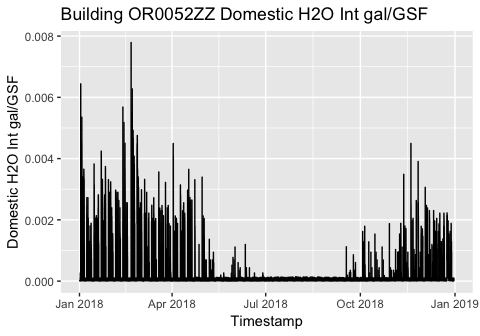 Building OR0052ZZ Domestic H2O Int gal/GSF
0.008
0.006
0.004
0.002
0.000
Domestic H2O Int gal/GSF
Jan 2018 Apr 2018 Jul 2018 Oct 2018 Jan 2019
Timestamp